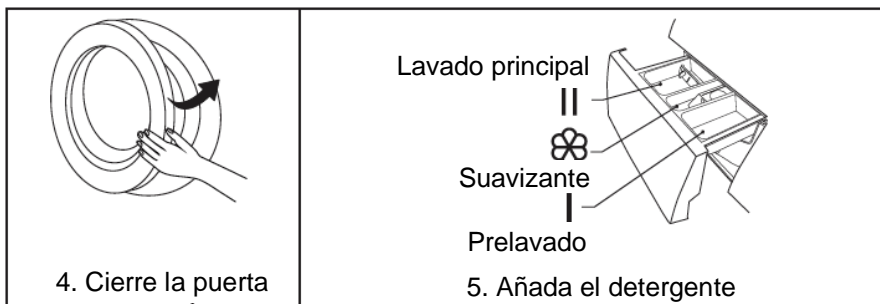 4. Cierre la puerta
Lavado principal
II
Suavizante
I
Prelavado
5. Añada el detergente